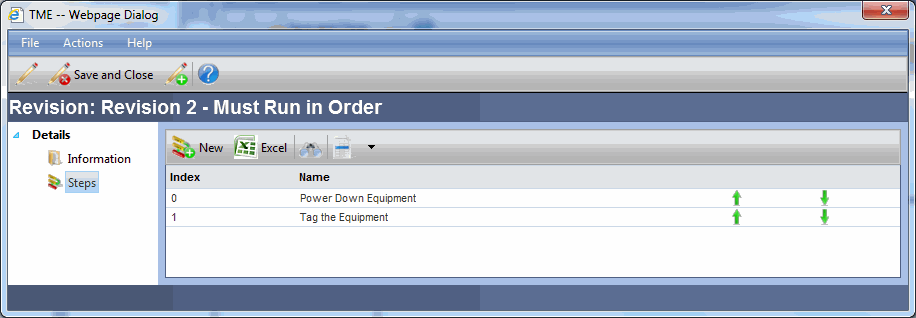 TME -- Webpage Dialog
File Actions Help
Save and Close
Revision: Revision 2 - Must Run in Order
Details
Information
Steps
New Excel
Index Name
0 Power Down Equipment
1 Tag the Equipment